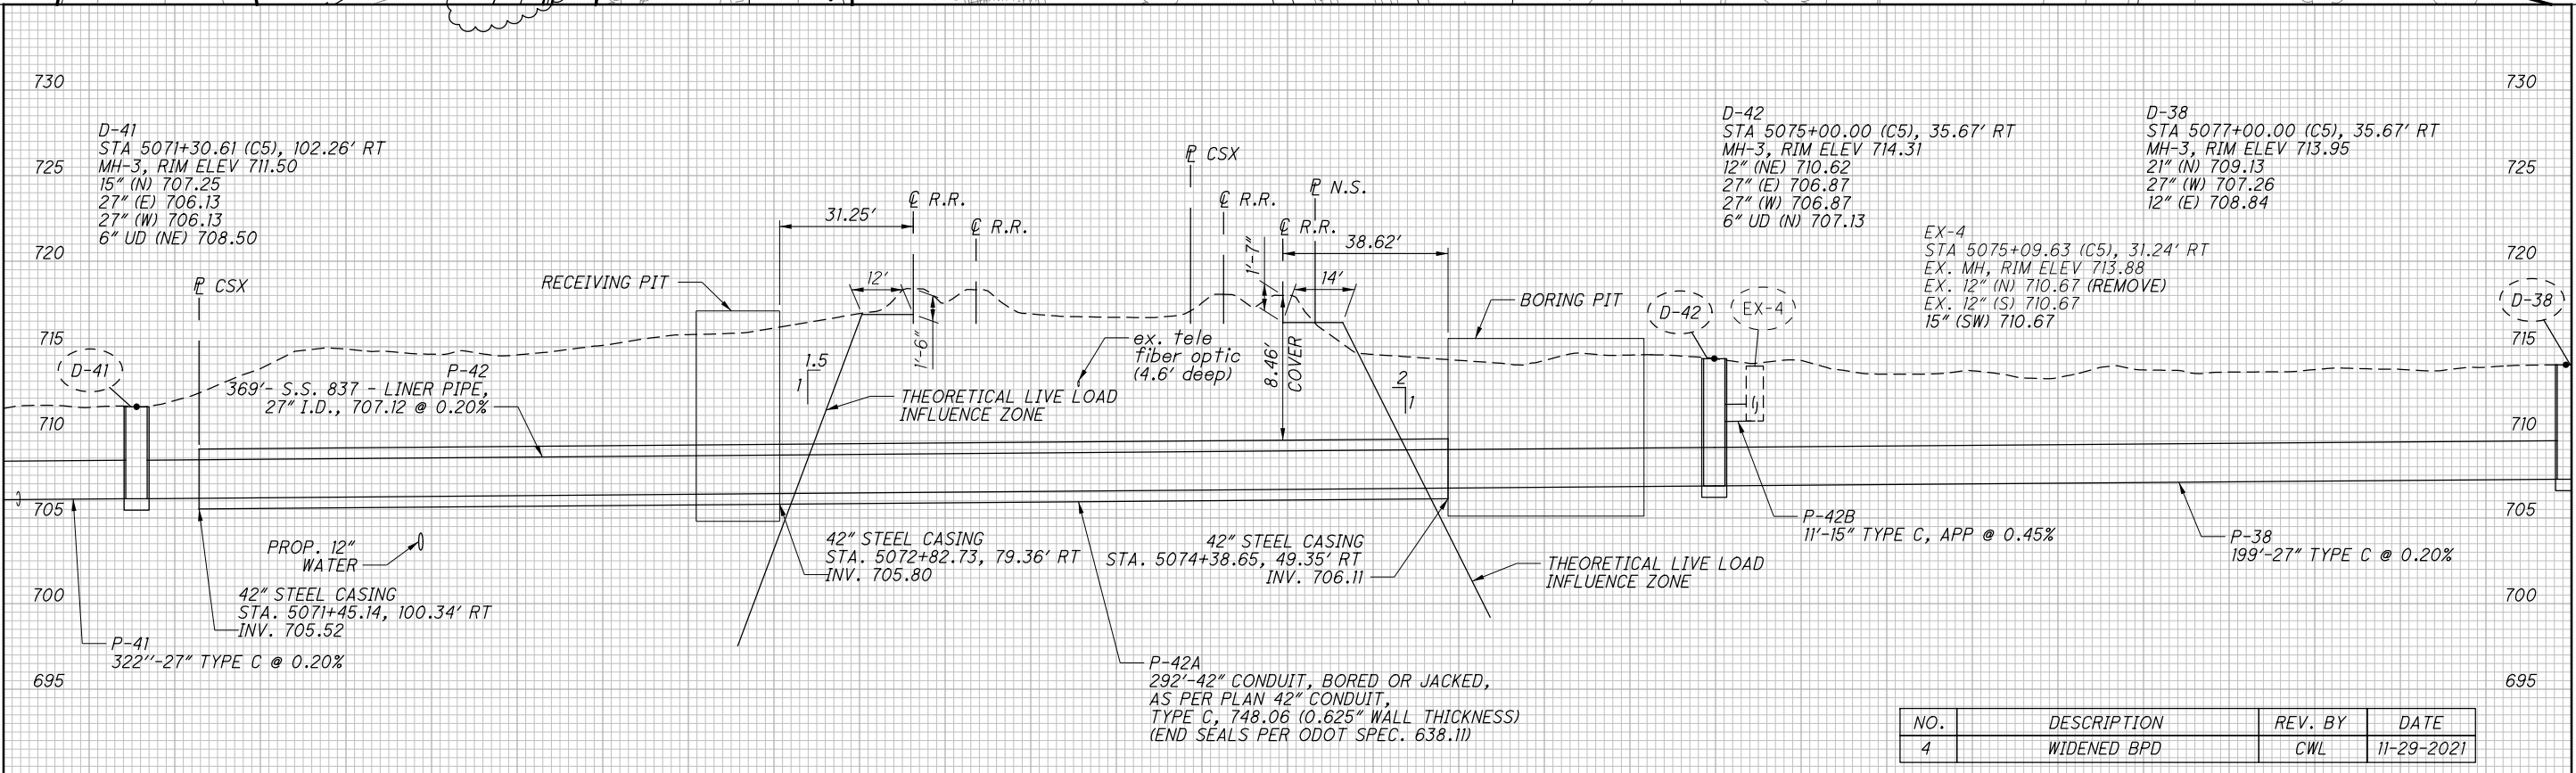 730
725
720
715
710
705
700
695
D-41
STA 5071+30.61 (C5), 102.26' RT
MH-3, RIM ELEV 711.50
15" (N) 707.25
27" (E) 706.13
27" (W) 706.13
6" UD (NE) 708.50
℄ CSX
D-41
P-42
369'- S.S. 837 - LINER PIPE,
27" I.D., 707.12 @ 0.20%
PROP. 12"
WATER
42" STEEL CASING
STA. 5071+45.14, 100.34' RT
INV. 705.52
P-41
322''-27" TYPE C @ 0.20%
RECEIVING PIT
31.25'
℄ R.R.
℄ R.R.
12'
1'-6"
1.5
1
THEORETICAL LIVE LOAD
INFLUENCE ZONE
42" STEEL CASING
STA. 5072+82.73, 79.36' RT
INV. 705.80
ex. tele
fiber optic
(4.6' deep)
℄ CSX
℄ R.R.
℄ R.R.
℄ N.S.
1'-7"
38.62'
14'
8.46'
COVER
2
1
BORING PIT
42" STEEL CASING
STA. 5074+38.65, 49.35' RT
INV. 706.11
THEORETICAL LIVE LOAD
INFLUENCE ZONE
P-42A
292'-42" CONDUIT, BORED OR JACKED,
AS PER PLAN 42" CONDUIT,
TYPE C, 748.06 (0.625" WALL THICKNESS)
(END SEALS PER ODOT SPEC. 638.11)
D-42
STA 5075+00.00 (C5), 35.67' RT
MH-3, RIM ELEV 714.31
12" (NE) 710.62
27" (E) 706.87
27" (W) 706.87
6" UD (N) 707.13
D-42
EX-4
EX-4
STA 5075+09.63 (C5), 31.24' RT
EX. MH, RIM ELEV 713.88
EX. 12" (N) 710.67 (REMOVE)
EX. 12" (S) 710.67
15" (SW) 710.67
P-42B
11'-15" TYPE C, APP @ 0.45%
D-38
STA 5077+00.00 (C5), 35.67' RT
MH-3, RIM ELEV 713.95
21" (N) 709.13
27" (W) 707.26
12" (E) 708.84
D-38
P-38
199'-27" TYPE C @ 0.20%
730
725
720
715
710
705
700
695
NO. DESCRIPTION REV. BY DATE
4 WIDENED BPD CWL 11-29-2021